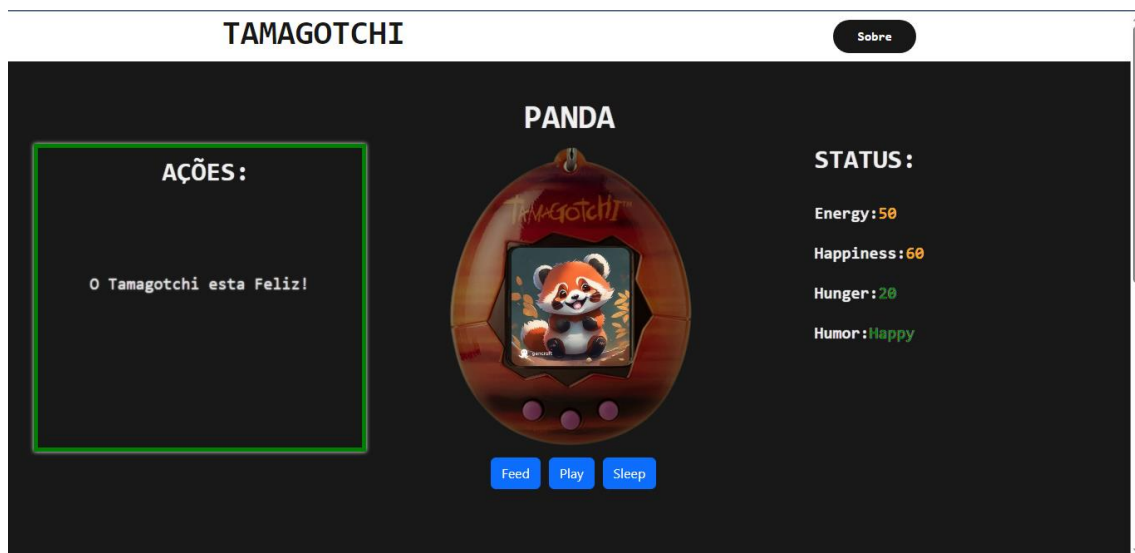 TAMAGOTCHI
Sobre
PANDA
AÇÕES:
O Tamagotchi esta Feliz!
TAMAGOTCHI
STATUS:
Energy:50
Happiness:60
Hunger:20
Humor:Happy
Feed
Play
Sleep